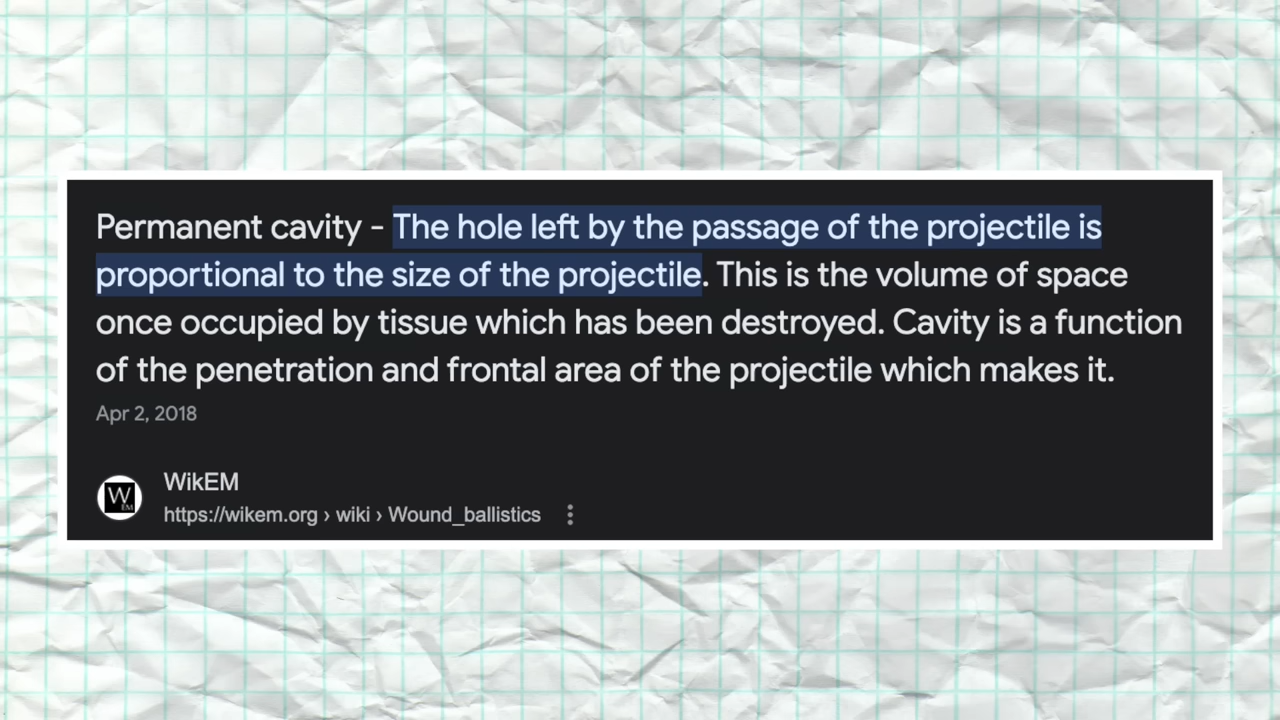 Permanent cavity - The hole left by the passage of the projectile is
proportional to the size of the projectile. This is the volume of space
once occupied by tissue which has been destroyed. Cavity is a function
of the penetration and frontal area of the projectile which makes it.
Apr 2, 2018
W
EM
WikEM
https://wikem.org › wiki › Wound_ballistics